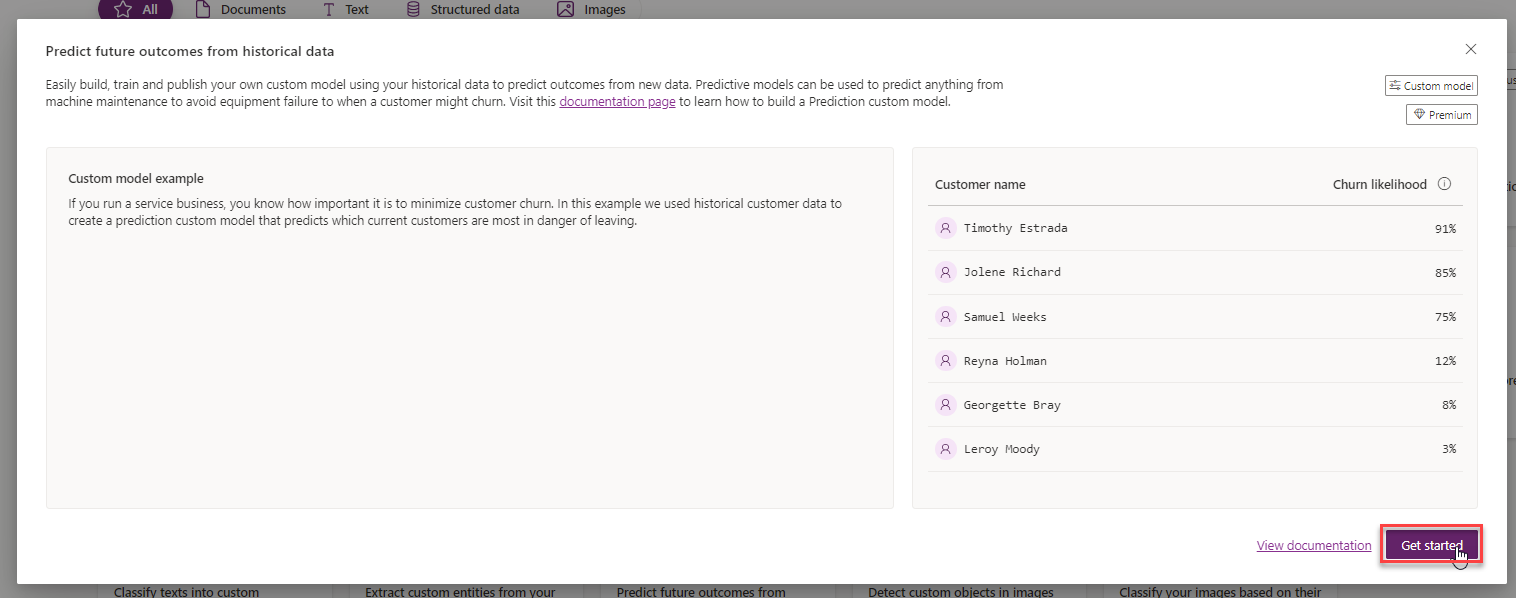 All Documents Text Structured data Images
Predict future outcomes from historical data
Easily build, train and publish your own custom model using your historical data to predict outcomes from new data. Predictive models can be used to predict anything from
machine maintenance to avoid equipment failure to when a customer might churn. Visit this documentation page to learn how to build a Prediction custom model.
Custom model
Premium
Custom model example
If you run a service business, you know how important it is to minimize customer churn. In this example we used historical customer data to
create a prediction custom model that predicts which current customers are most in danger of leaving.
Customer name Churn likelihood
Timothy Estrada 91%
Jolene Richard 85%
Samuel Weeks 75%
Reyna Holman 12%
Georgette Bray 8%
Leroy Moody 3%
View documentation Get started
Classify texts into custom Extract custom entities from your Predict future outcomes from Detect custom objects in images Classify your images based on their